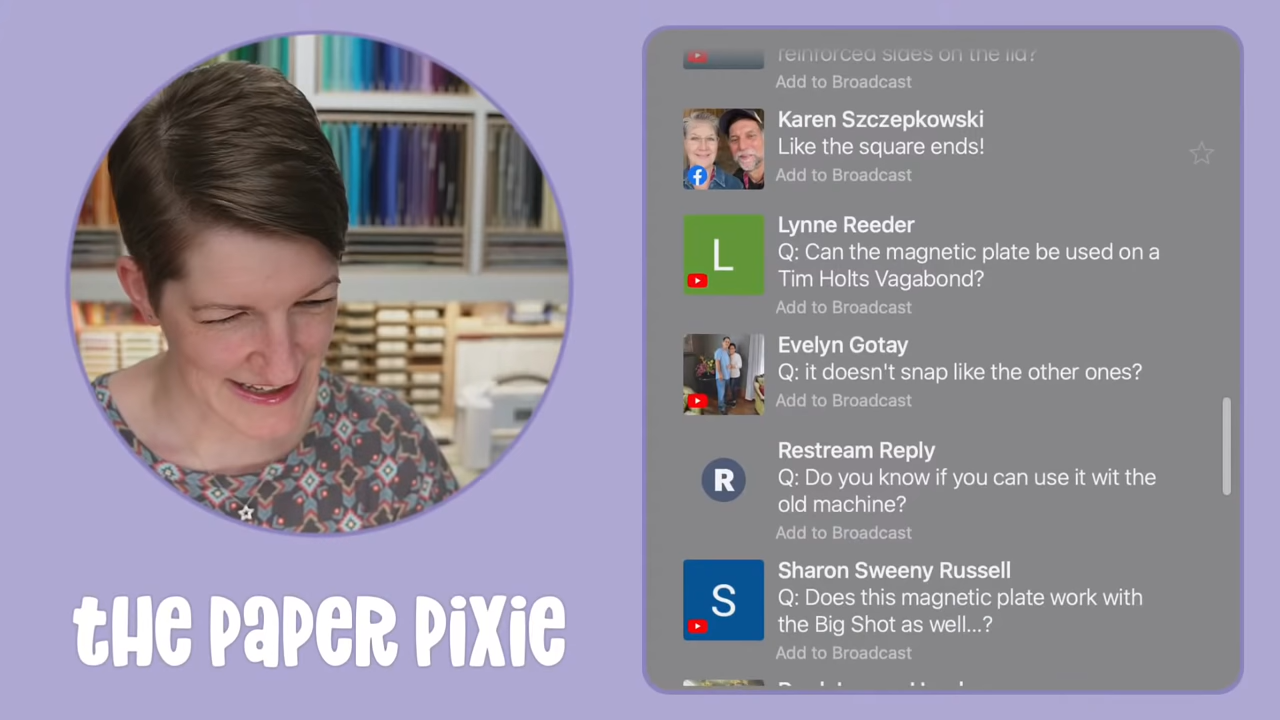 reinforced sides on the lid?
Add to Broadcast
Karen Szczepkowski
Like the square ends!
Add to Broadcast
L
Lynne Reeder
Q: Can the magnetic plate be used on a
Tim Holts Vagabond?
Add to Broadcast
Evelyn Gotay
Q: it doesn't snap like the other ones?
Add to Broadcast
R
Restream Reply
Q: Do you know if you can use it wit the
old machine?
Add to Broadcast
S
Sharon Sweeny Russell
Q: Does this magnetic plate work with
the Big Shot as well...?
Add to Broadcast
the paper pixie